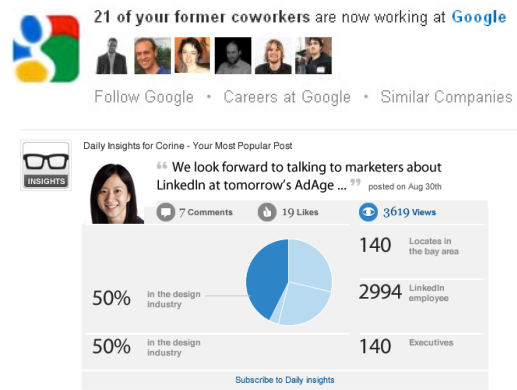 21 of your former coworkers are now working at Google
Follow Google • Careers at Google • Similar Companies
INSIGHTS
Daily Insights for Corine - Your Most Popular Post
“ We look forward to talking to marketers about
LinkedIn at tomorrow’s AdAge ... ” posted on Aug 30th
7 Comments 19 Likes 3619 Views
140 Locates in
the bay area
50% in the design
industry
2994 LinkedIn
employee
50% in the design
industry
140 Executives
Subscribe to Daily insights